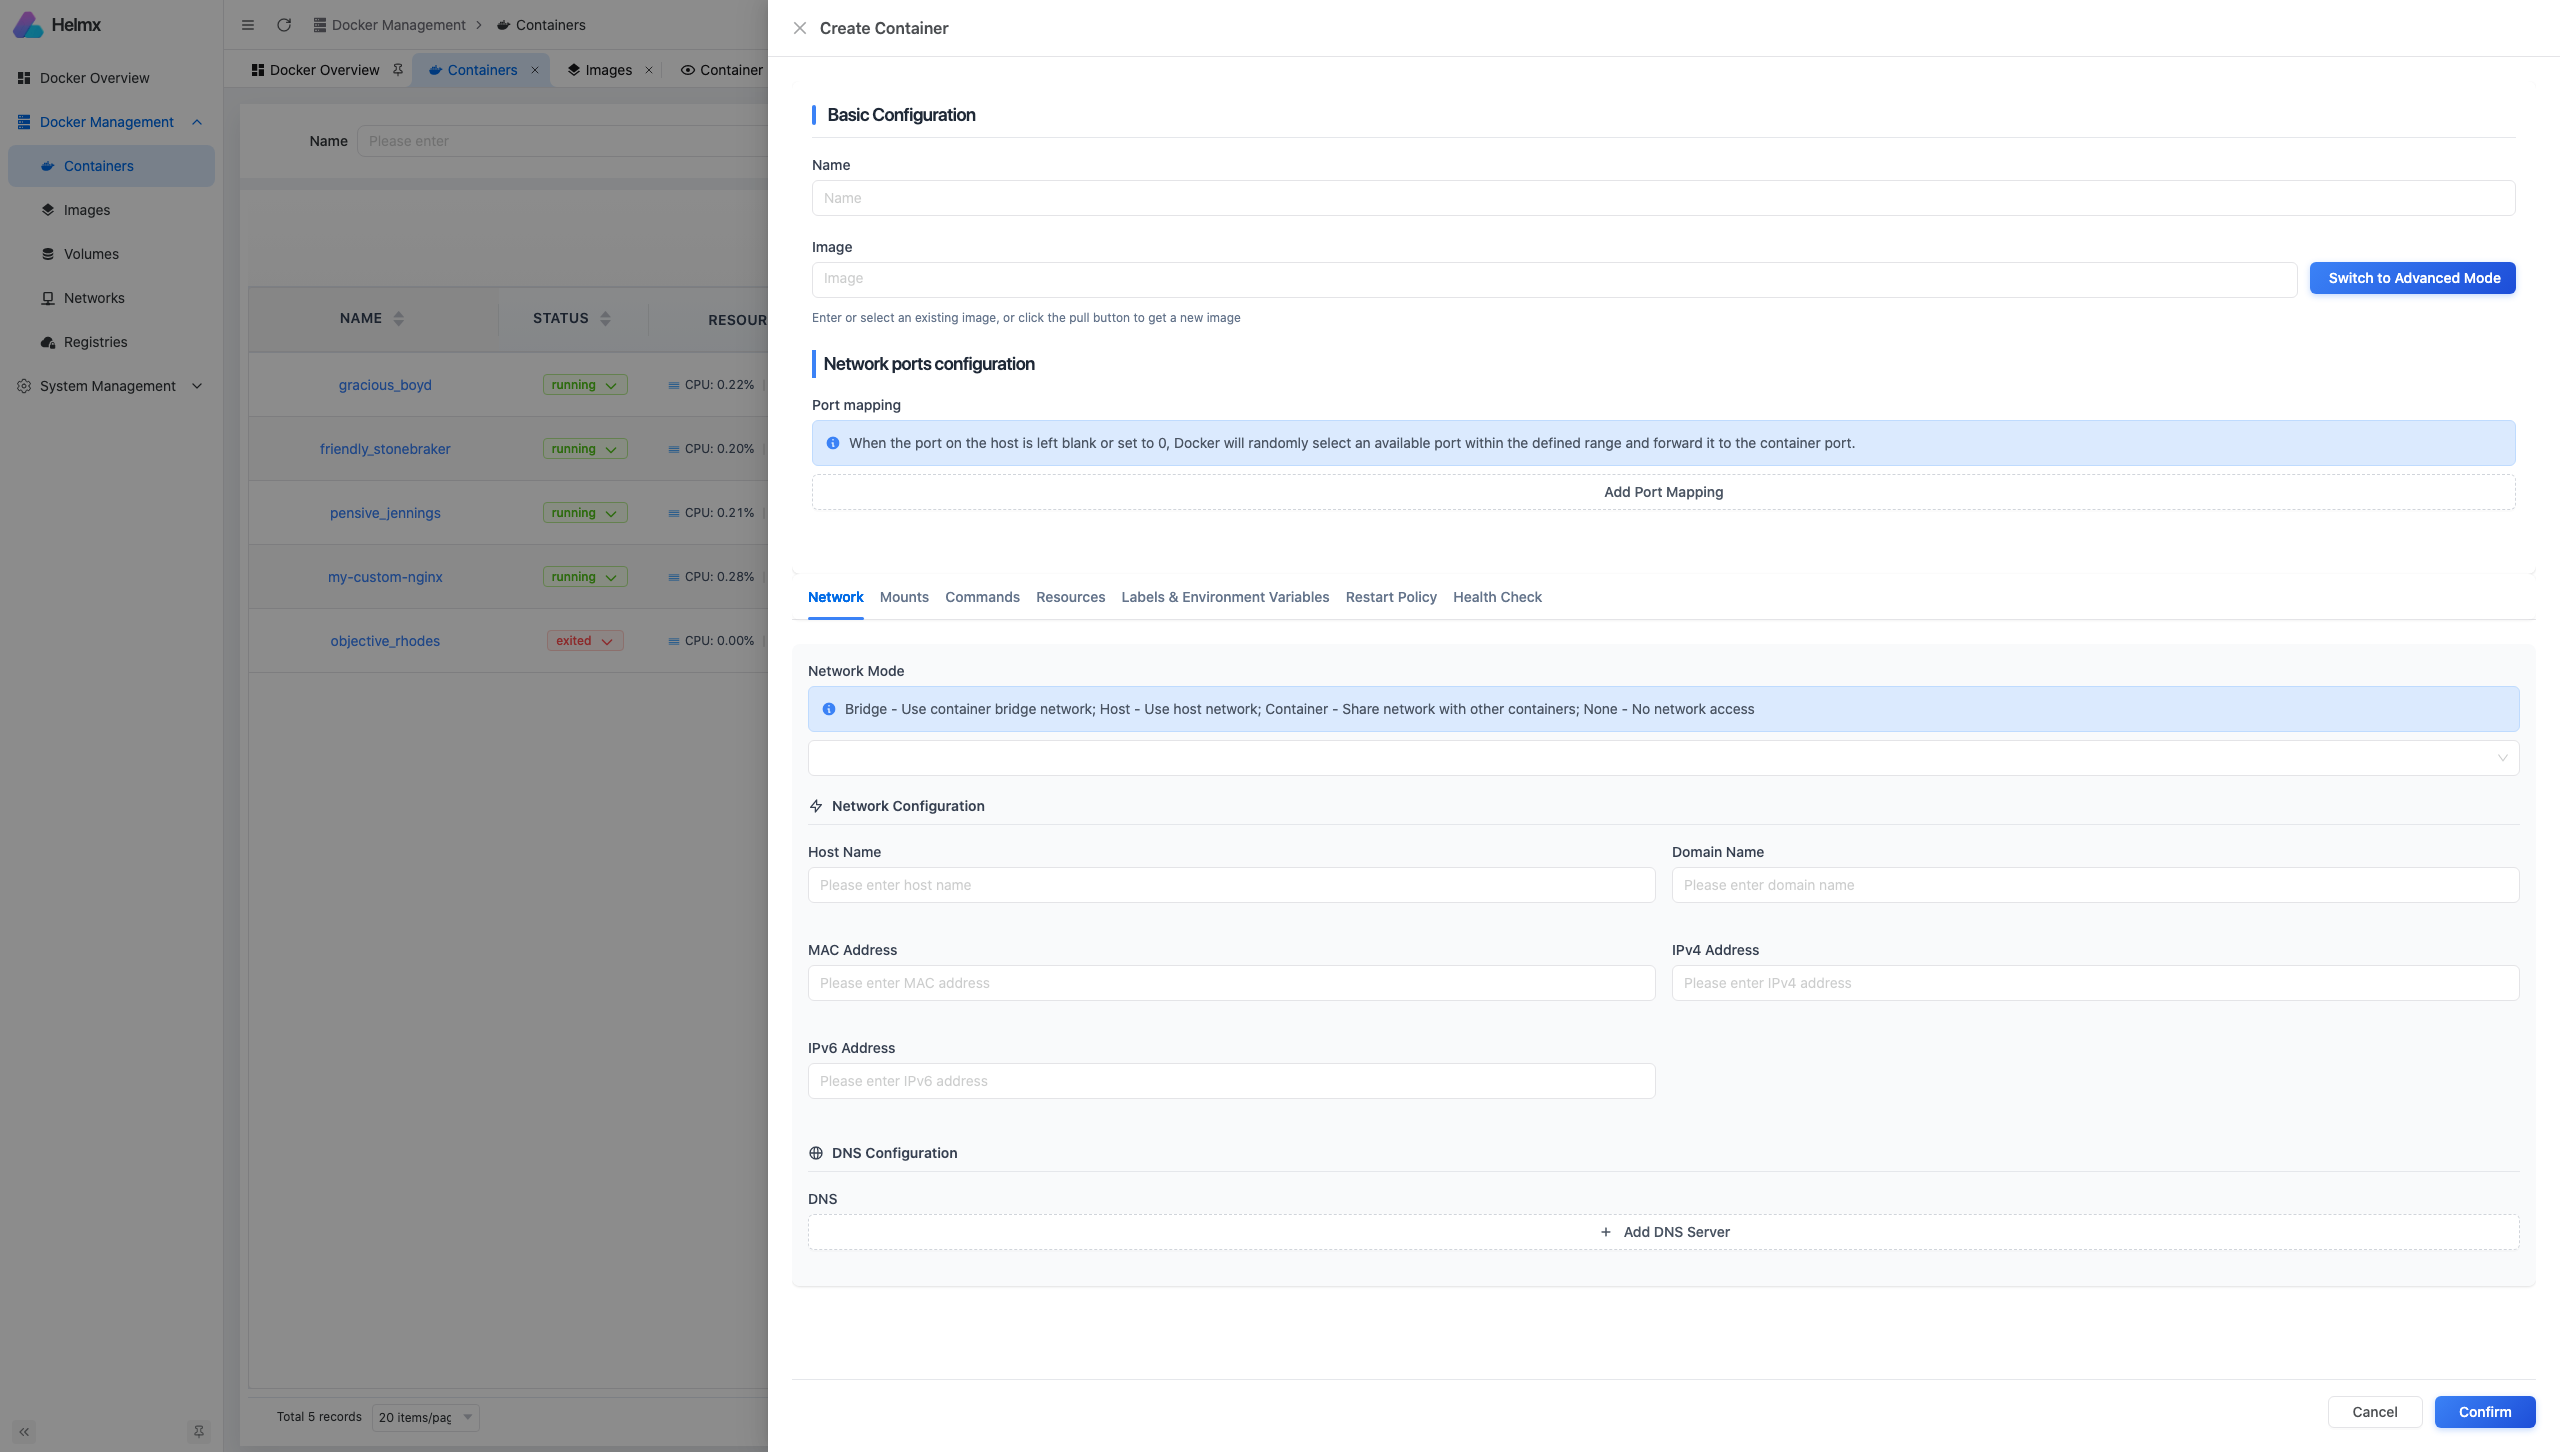 Helmx
Docker Overview
Docker Management
Containers
Images
Volumes
Networks
Registries
System Management
Docker Management > Containers
Docker Overview
Containers
Images
Container
Name
Please enter
NAME
STATUS
gracious_boyd running CPU: 0.22%
friendly_stonebraker running CPU: 0.20%
pensive_jennings running CPU: 0.21%
my-custom-nginx running CPU: 0.28%
objective_rhodes exited CPU: 0.00%
Total 5 records
20 items/pag
Create Container
Basic Configuration
Name
Name
Image
Image
Switch to Advanced Mode
Enter or select an existing image, or click the pull button to get a new image
Network ports configuration
Port mapping
When the port on the host is left blank or set to 0, Docker will randomly select an available port within the defined range and forward it to the container port.
Add Port Mapping
Network Mounts Commands Resources Labels & Environment Variables Restart Policy Health Check
Network Mode
Bridge - Use container bridge network; Host - Use host network; Container - Share network with other containers; None - No network access
Network Configuration
Host Name
Please enter host name
Domain Name
Please enter domain name
MAC Address
Please enter MAC address
IPv4 Address
Please enter IPv4 address
IPv6 Address
Please enter IPv6 address
DNS Configuration
DNS
+ Add DNS Server
Cancel
Confirm